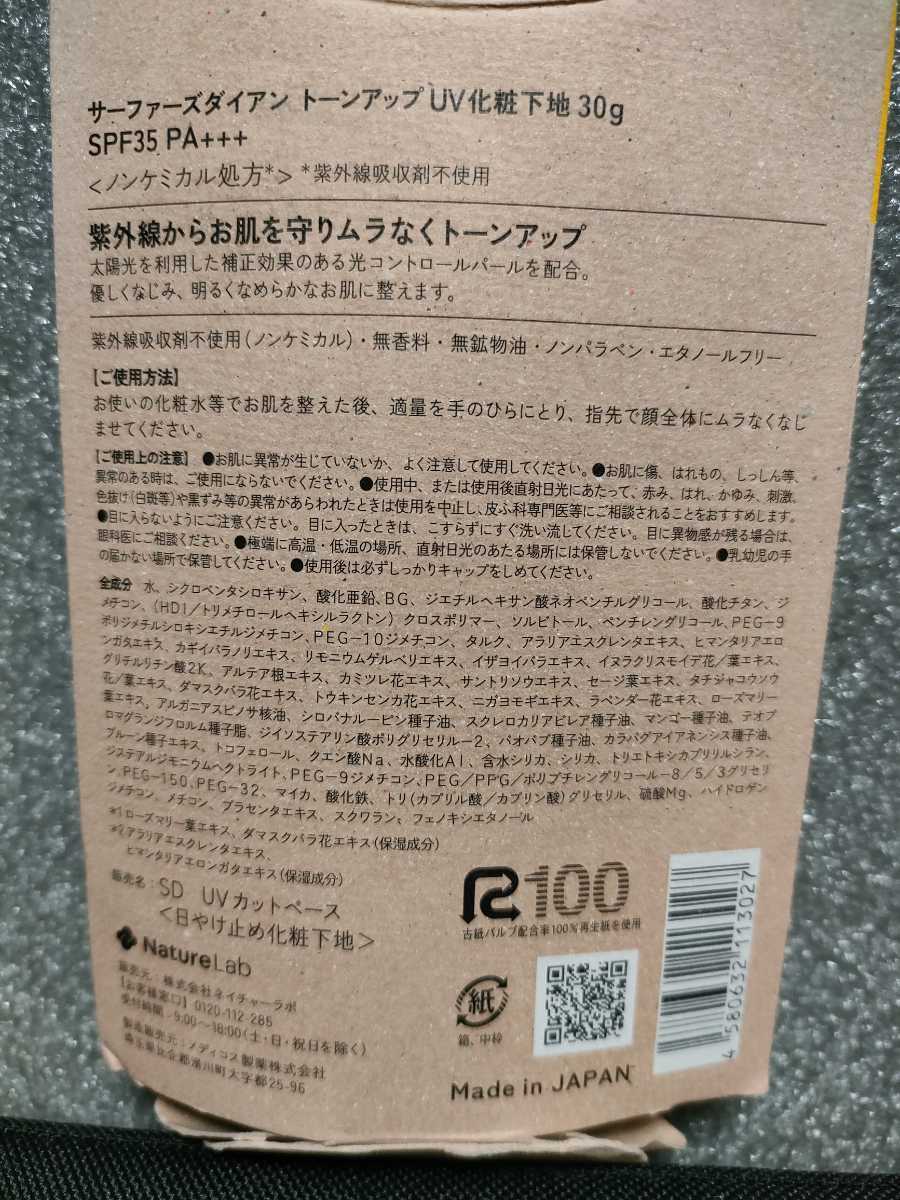 サーファーズダイアン トーンアップ UV化粧下地 30g
SPF35 PA+++
<ノンケミカル処方*> *紫外線吸収剤不使用
紫外線からお肌を守りムラなくトーンアップ
太陽光を利用した補正効果のある光コントロールパールを配合。
優しくなじみ、明るくなめらかなお肌に整えます。
紫外線吸収剤不使用(ノンケミカル)・無香料・無鉱物油・ノンパラベン・エタノールフリー
【ご使用方法】
お使いの化粧水等でお肌を整えた後、適量を手のひらにとり、指先で顔全体にムラなくなじ
ませてください。
【ご使用上の注意】 ●お肌に異常が生じていないか、よく注意して使用してください。●お肌に傷、はれもの、しっしん等、
異常のある時は、ご使用にならないでください。●使用中、または使用後直射日光にあたって、赤み、はれ、かゆみ、刺激、
色抜け(白斑等)や黒ずみ等の異常があらわれたときは使用を中止し、皮ふ科専門医等にご相談されることをおすすめします。
●目に入らないようにご注意ください。目に入ったときは、こすらずにすぐ洗い流してください。目に異物感が残る場合は、
眼科医にご相談ください。●極端に高温・低温の場所、直射日光のあたる場所には保管しないでください。●乳幼児の手
の届かない場所で保管してください。●使用後は必ずしっかりキャップをしめてください。
全成分 水、シクロペンタシロキサン、酸化亜鉛、BG、ジエチルヘキサン酸ネオペンチルグリコール、酸化チタン、ジ
メチコン、(HDI/トリメチロールヘキシルラクトン)クロスポリマー、ソルビトール、ペンチレングリコール、PEG-9
ポリジメチルシロキシエチルジメチコン、PEG-10ジメチコン、タルク、アラリアエスクレンタエキス、ヒマンタリアエロ
ンガタエキス、カギイバラノリエキス、リモニウムゲルベリエキス、イザヨイバラエキス、イヌラクリスモイデ花/葉エキス、
グリチルリチン酸2K、アルテア根エキス、カミツレ花エキス、サントリソウエキス、セージ葉エキス、タチジャコウソウ
花/葉エキス、ダマスクバラ花エキス、トウキンセンカ花エキス、ニガヨモギエキス、ラベンダー花エキス、ローズマリー
葉エキス、アルガニアスピノサ核油、シロバナルーピン種子油、スクレロカリアビレア種子油、マンゴー種子油、テオブ
ロマグランジフロルム種子脂、ジイソステアリン酸ポリグリセリル-2、バオバブ種子油、カラパグアイアネンシス種子油、
プルーン種子エキス、トコフェロール、クエン酸Na、水酸化Al、含水シリカ、シリカ、トリエトキシカプリリルシラン、
ジステアルジモニウムヘクトライト、PEG-9ジメチコン、PEG/PPG/ポリブチレングリコール-8/5/3グリセリ
ン、PEG-150、PEG-32、マイカ、酸化鉄、トリ(カプリル酸/カプリン酸)グリセリル、硫酸Mg、ハイドロゲン
ジメチコン、メチコン、プラセンタエキス、スクワラン、フェノキシエタノール
*1 ローズマリー葉エキス、ダマスクバラ花エキス(保湿成分)
*2 アラリアエスクレンタエキス、
ヒマンタリアエロンガタエキス(保湿成分)
販売名:SD UVカットベース
<日やけ止め化粧下地>
NatureLab
販売元:株式会社ネイチャーラボ
【お客様窓口】0120-112-285
受付時間・9:00〜18:00(土・日・祝日を除く)
製造販売元:メディコス製薬株式会社
埼玉県比企郡滑川町大字都25-96
R100
古紙パルプ配合率100%再生紙を使用
紙
箱、中枠
Made in JAPAN
4 580632 113027